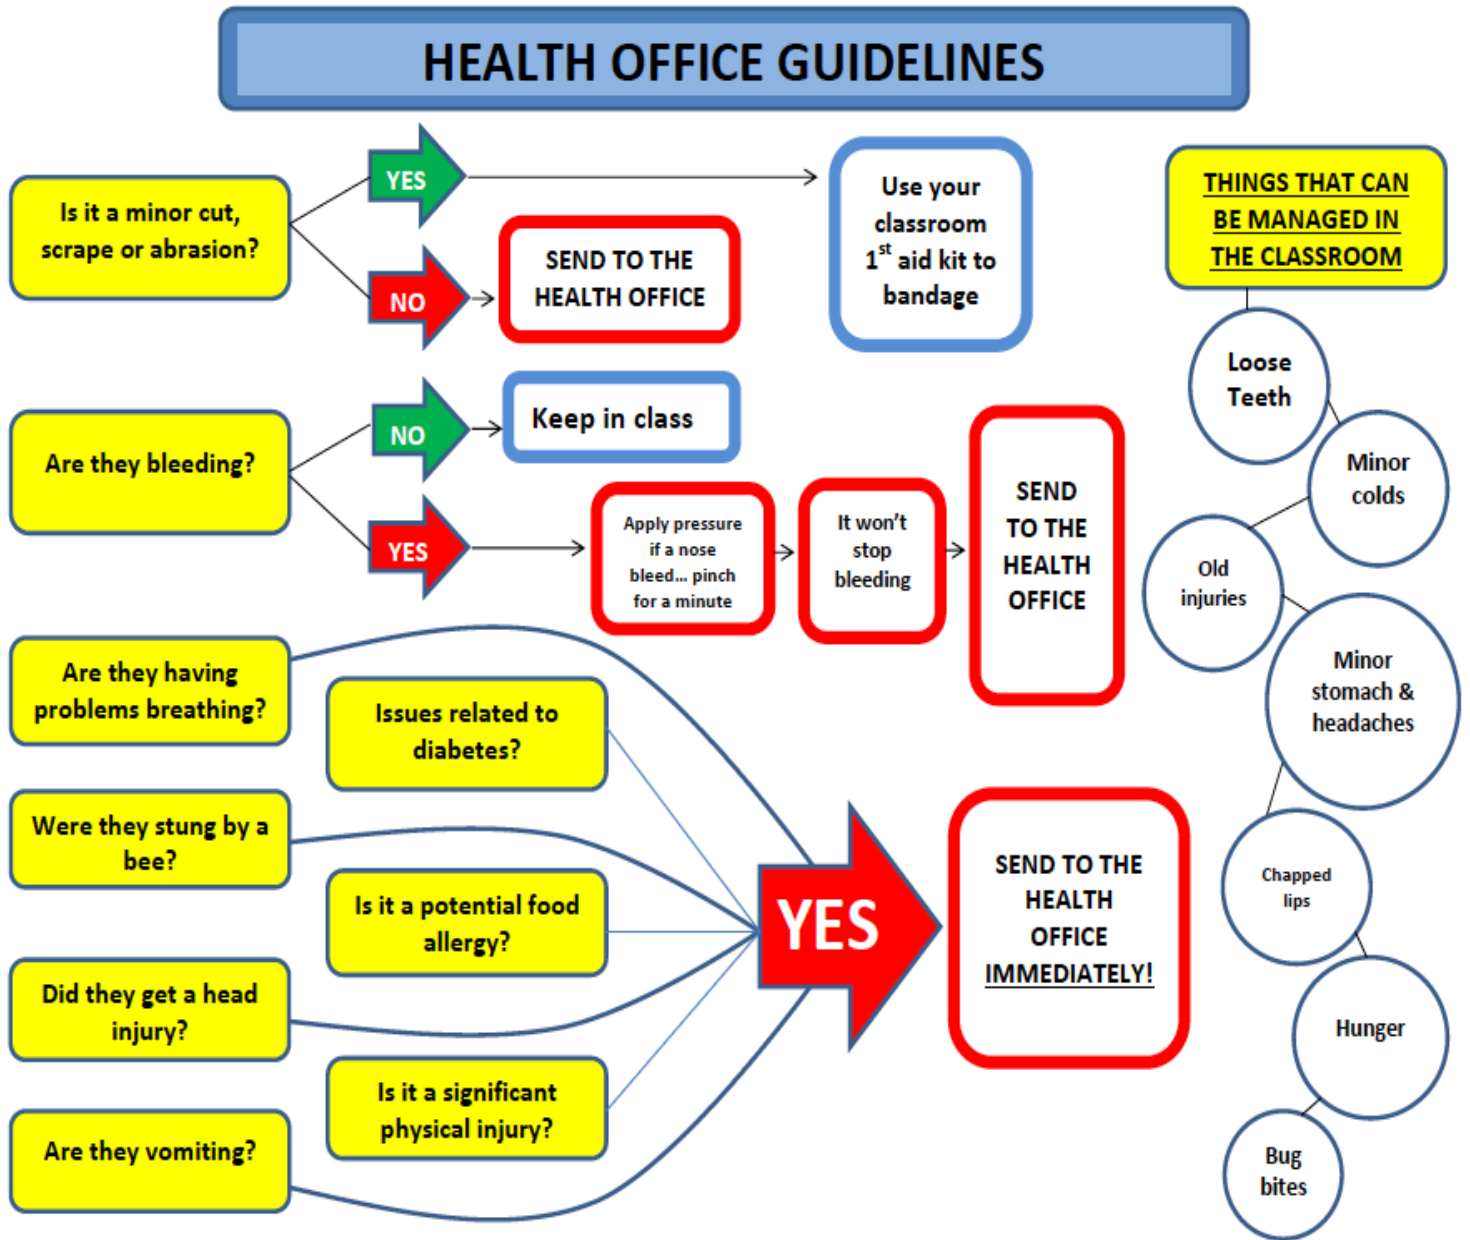 HEALTH OFFICE GUIDELINES
Is it a minor cut,
scrape or abrasion?
YES
NO
SEND TO THE
HEALTH OFFICE
Use your
classroom
1st aid kit to
bandage
Are they bleeding?
NO
Keep in class
YES
Apply pressure
if a nose
bleed... pinch
for a minute
It won't
stop
bleeding
SEND
TO THE
HEALTH
OFFICE
Are they having
problems breathing?
Issues related to
diabetes?
Were they stung by a
bee?
Is it a potential food
allergy?
Did they get a head
injury?
Is it a significant
physical injury?
Are they vomiting?
YES
SEND TO THE
HEALTH
OFFICE
IMMEDIATELY!
THINGS THAT CAN
BE MANAGED IN
THE CLASSROOM
Loose
Teeth
Minor
colds
Old
injuries
Minor
stomach &
headaches
Chapped
lips
Hunger
Bug
bites